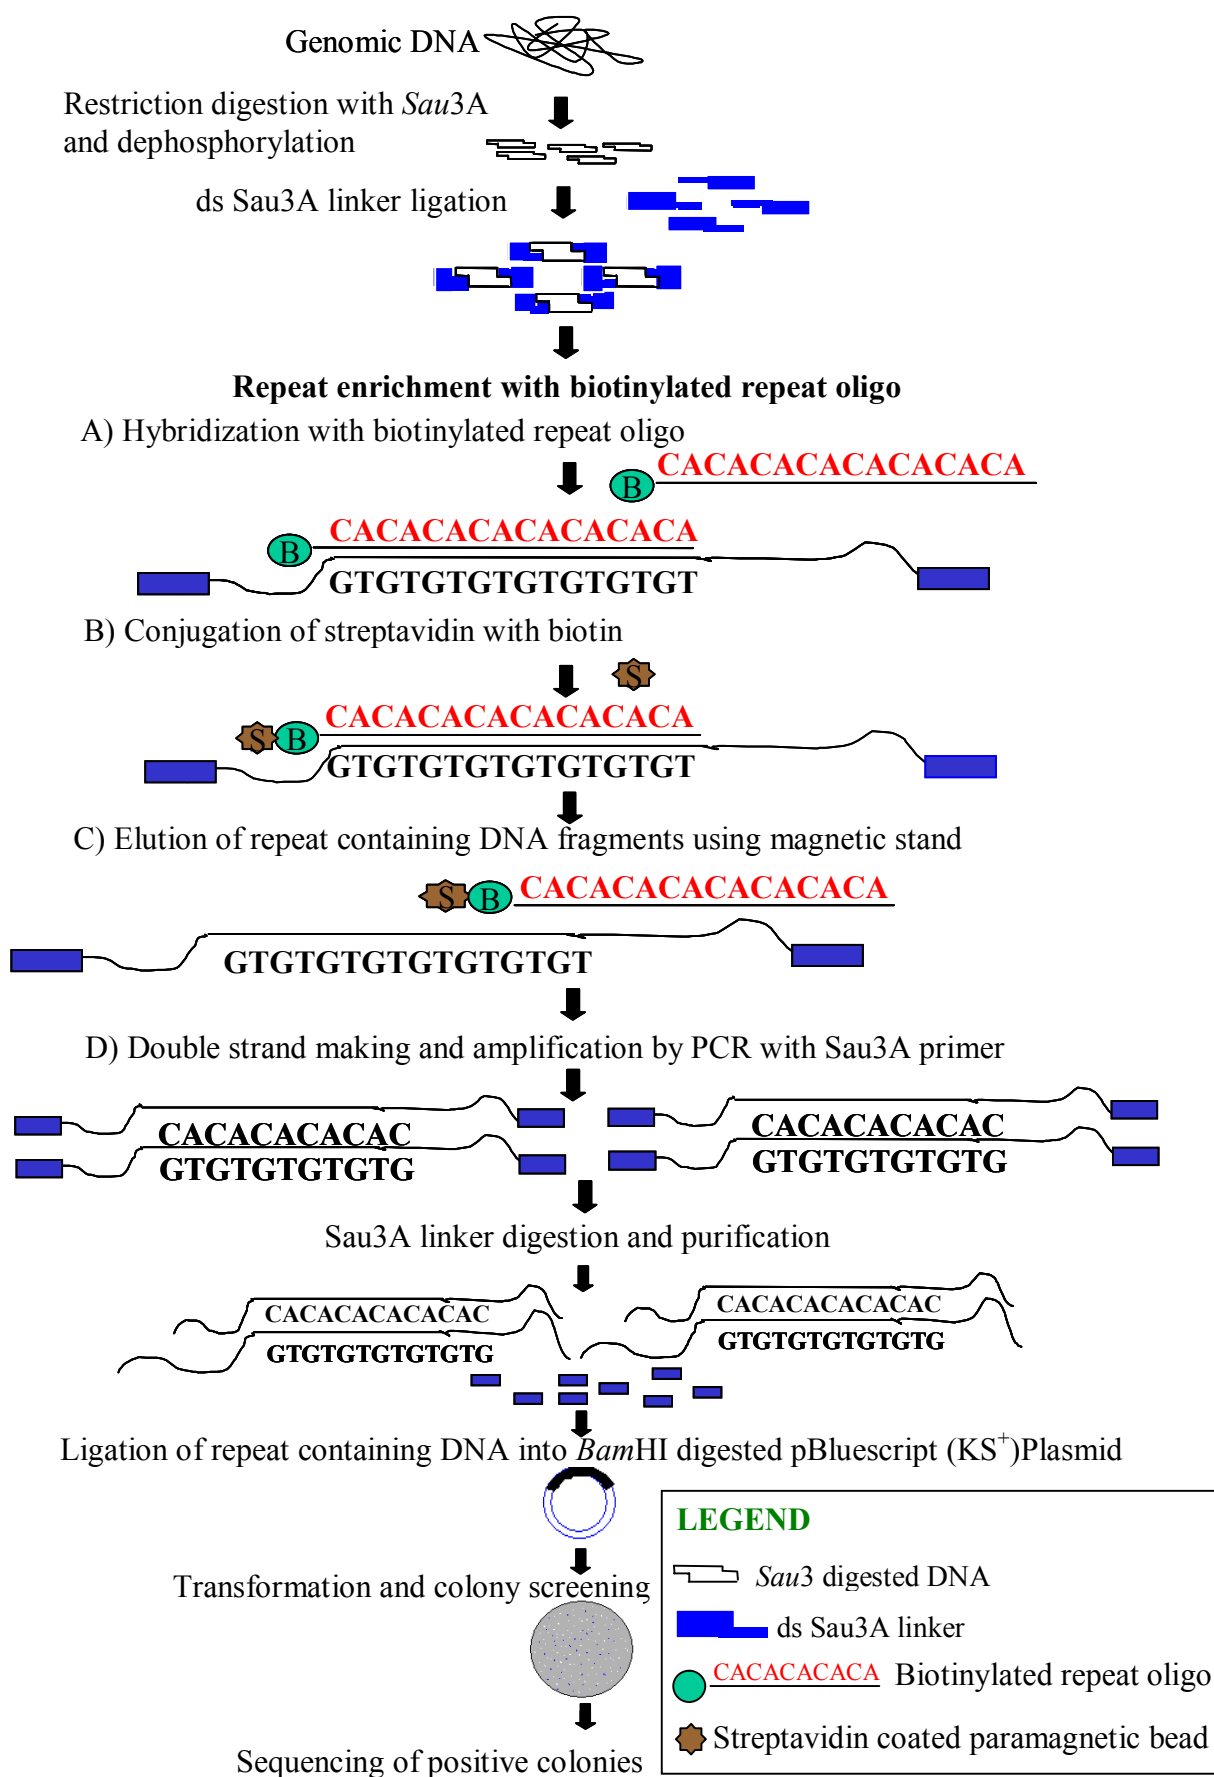 Genomic DNA
Restriction digestion with Sau3A
and dephosphorylation
ds Sau3A linker ligation
Repeat enrichment with biotinylated repeat oligo
A) Hybridization with biotinylated repeat oligo
CACACACACACACACA
B
CACACACACACACACA
B
GTGTGTGTGTGTGTGT
B) Conjugation of streptavidin with biotin
S
CACACACACACACACA
S B
GTGTGTGTGTGTGTGT
C) Elution of repeat containing DNA fragments using magnetic stand
CACACACACACACACA
S B
GTGTGTGTGTGTGTGT
D) Double strand making and amplification by PCR with Sau3A primer
CACACACACAC CACACACACAC
GTGTGTGTGTG GTGTGTGTGTG
Sau3A linker digestion and purification
CACACACACACAC CACACACACACAC
GTGTGTGTGTGTG GTGTGTGTGTGTG
Ligation of repeat containing DNA into BamHI digested pBluescript (KS+)Plasmid
Transformation and colony screening
Sequencing of positive colonies
LEGEND
Sau3 digested DNA
ds Sau3A linker
CACACACACA Biotinylated repeat oligo
Streptavidin coated paramagnetic bead